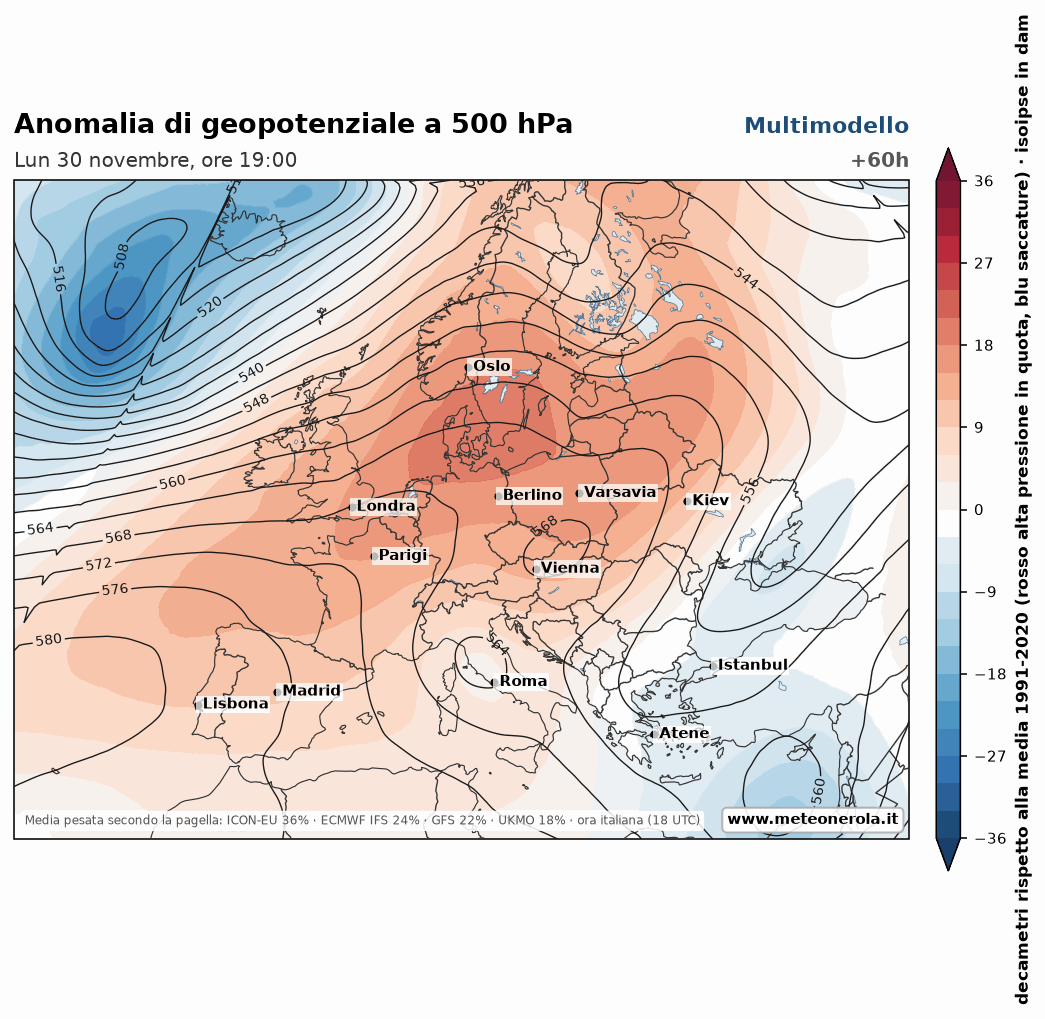 Anomalia di geopotenziale a 500 hPa
Multimodello
Lun 30 novembre, ore 19:00
+60h
508
516
520
540
548
544
560
564
568
572
576
580
556
568
564
560
Oslo
Londra
Berlino
Varsavia
Kiev
Parigi
Vienna
Roma
Istanbul
Madrid
Lisbona
Atene
Media pesata secondo la pagella: ICON-EU 36% · ECMWF IFS 24% · GFS 22% · UKMO 18% · ora italiana (18 UTC)
www.meteonerola.it
36
27
18
9
0
−9
−18
−27
−36
decametri rispetto alla media 1991-2020 (rosso alta pressione in quota, blu saccature) · isoipse in dam